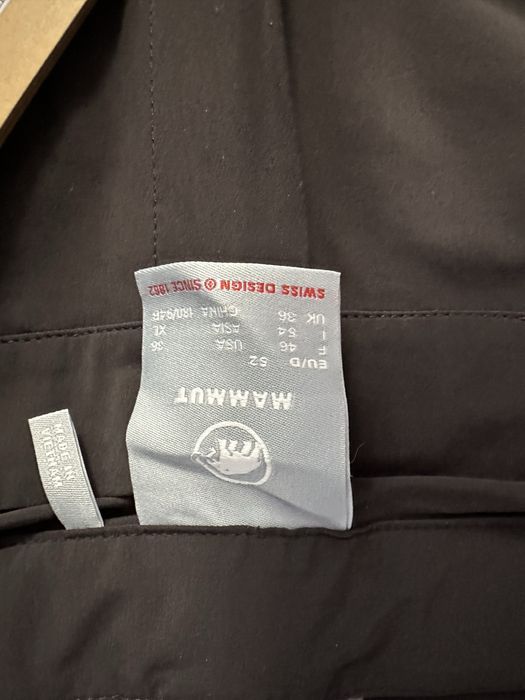 MAMMUT
EU/D 52
F 46 USA 36
I 54 ASIA XL
UK 36 CHINA 180/94B
SWISS DESIGN SINCE 1862
MADE IN
VIETNAM